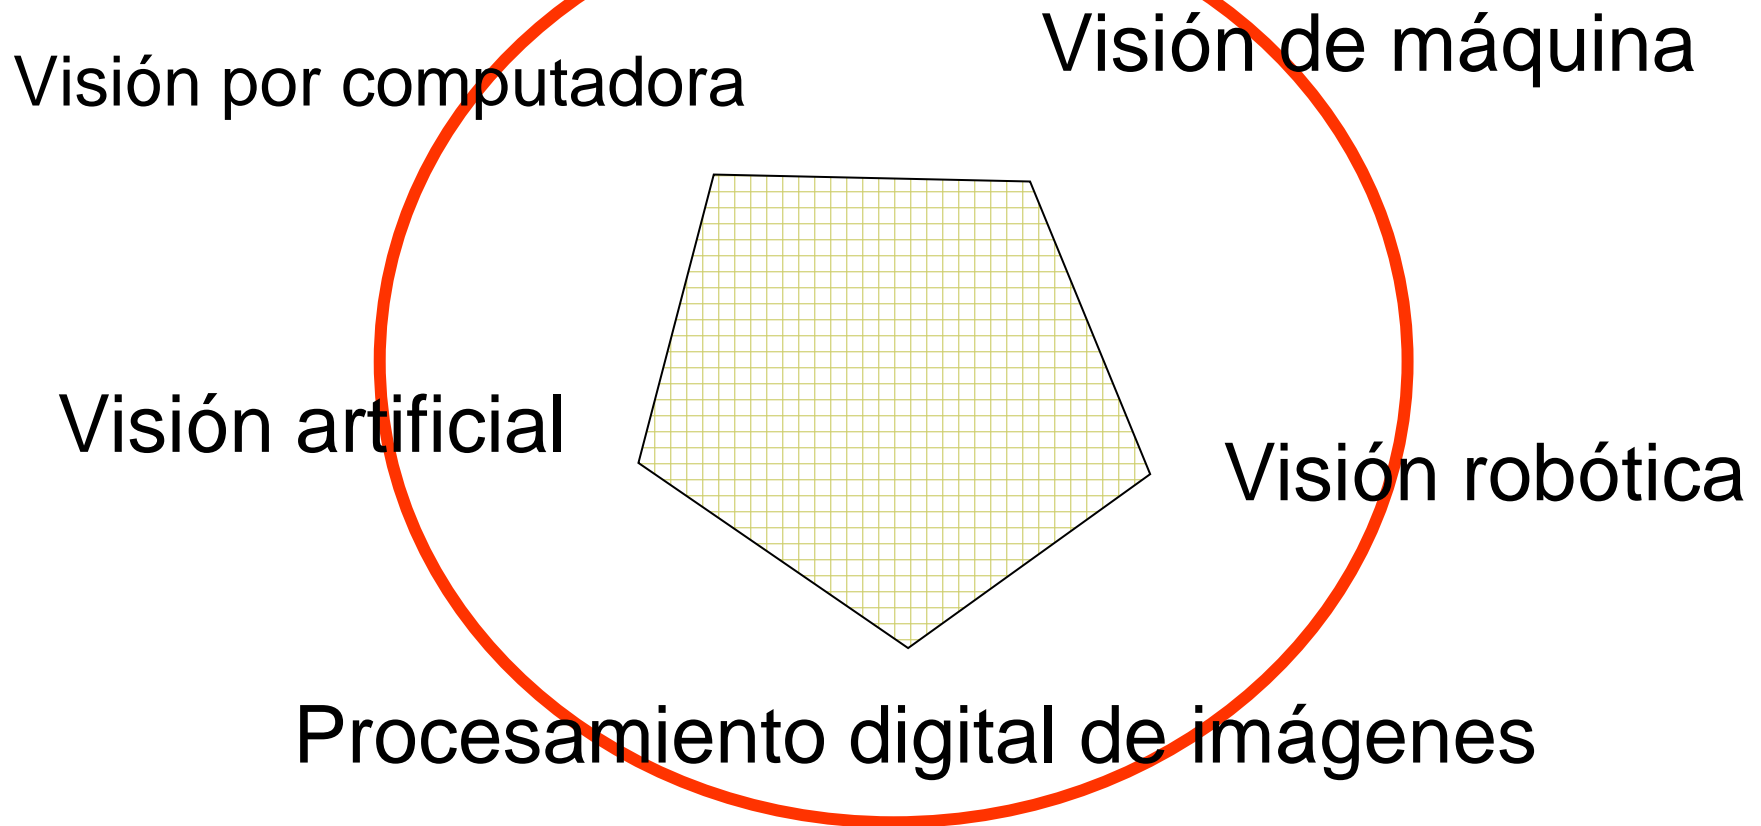 Visión de máquina
Visión por computadora
Visión artificial
Visión robótica
Procesamiento digital de imágenes